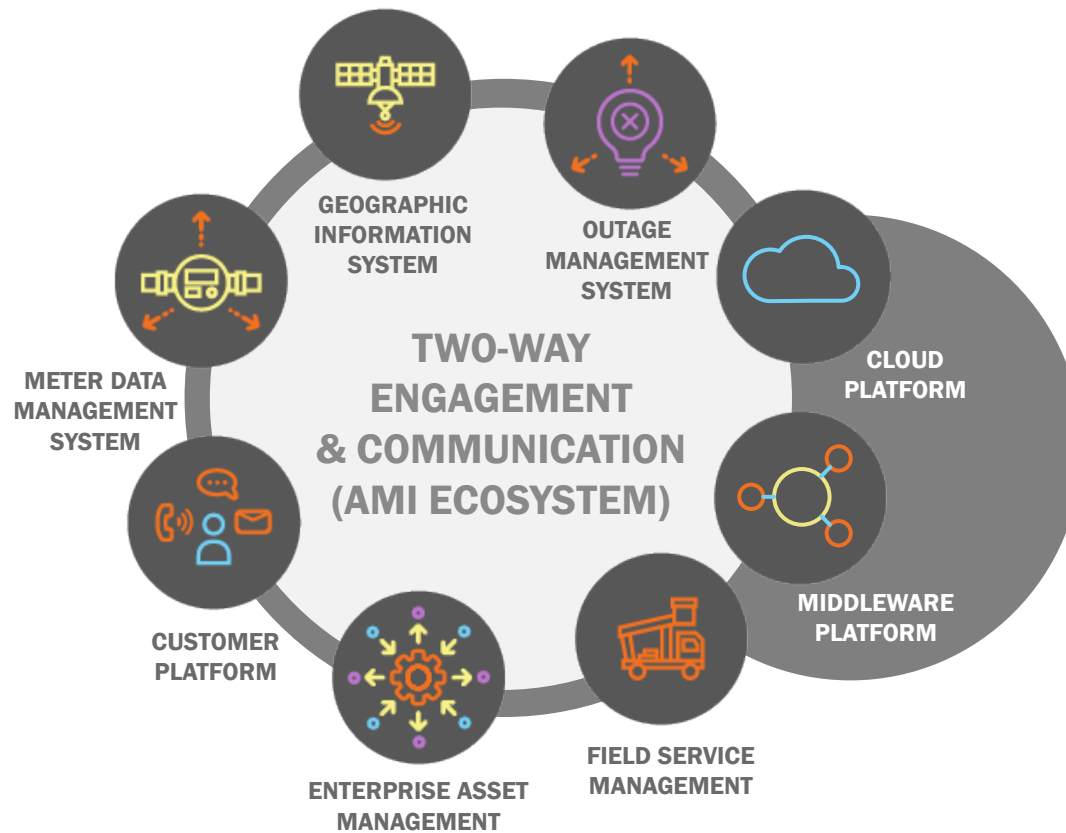 GEOGRAPHIC
INFORMATION
SYSTEM
OUTAGE
MANAGEMENT
SYSTEM
CLOUD
PLATFORM
METER DATA
MANAGEMENT
SYSTEM
TWO-WAY
ENGAGEMENT
& COMMUNICATION
(AMI ECOSYSTEM)
MIDDLEWARE
PLATFORM
CUSTOMER
PLATFORM
FIELD SERVICE
MANAGEMENT
ENTERPRISE ASSET
MANAGEMENT